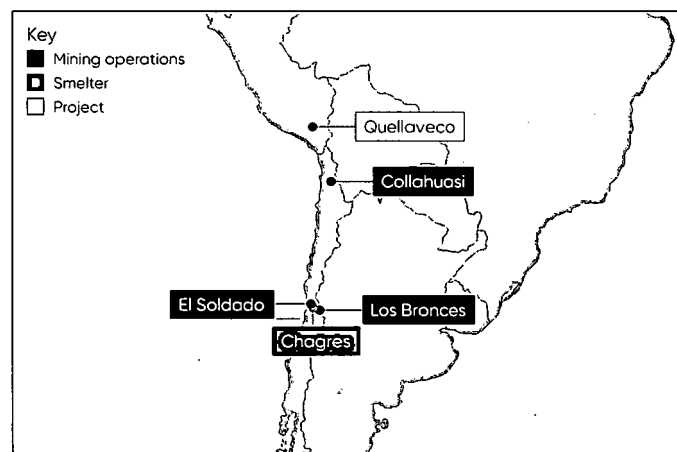 Key
Mining operations
Smelter
Project
Quellaveco
Collahuasi
El Soldado
Los Bronces
Chagres